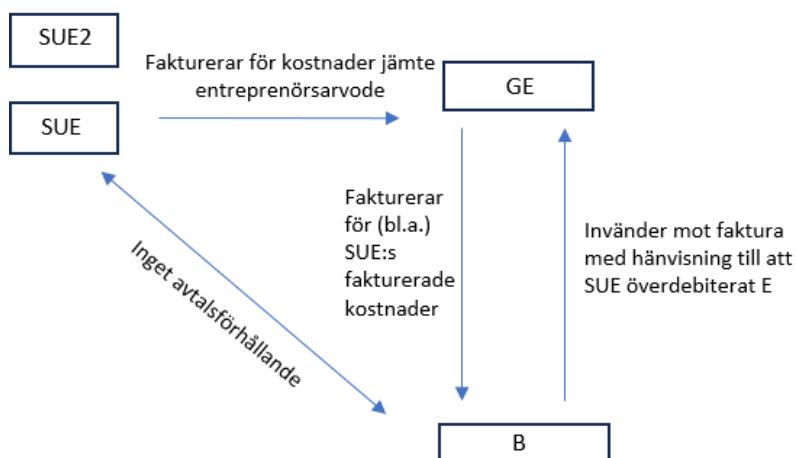 SUE2
Fakturerar för kostnader jämte
entreprenörsarvode
GE
SUE
Fakturerar
för (bl.a.)
SUE:s
fakturerade
kostnader
Invänder mot faktura
med hänvisning till att
SUE överdebiterat E
Inget avtalsförhållande
B